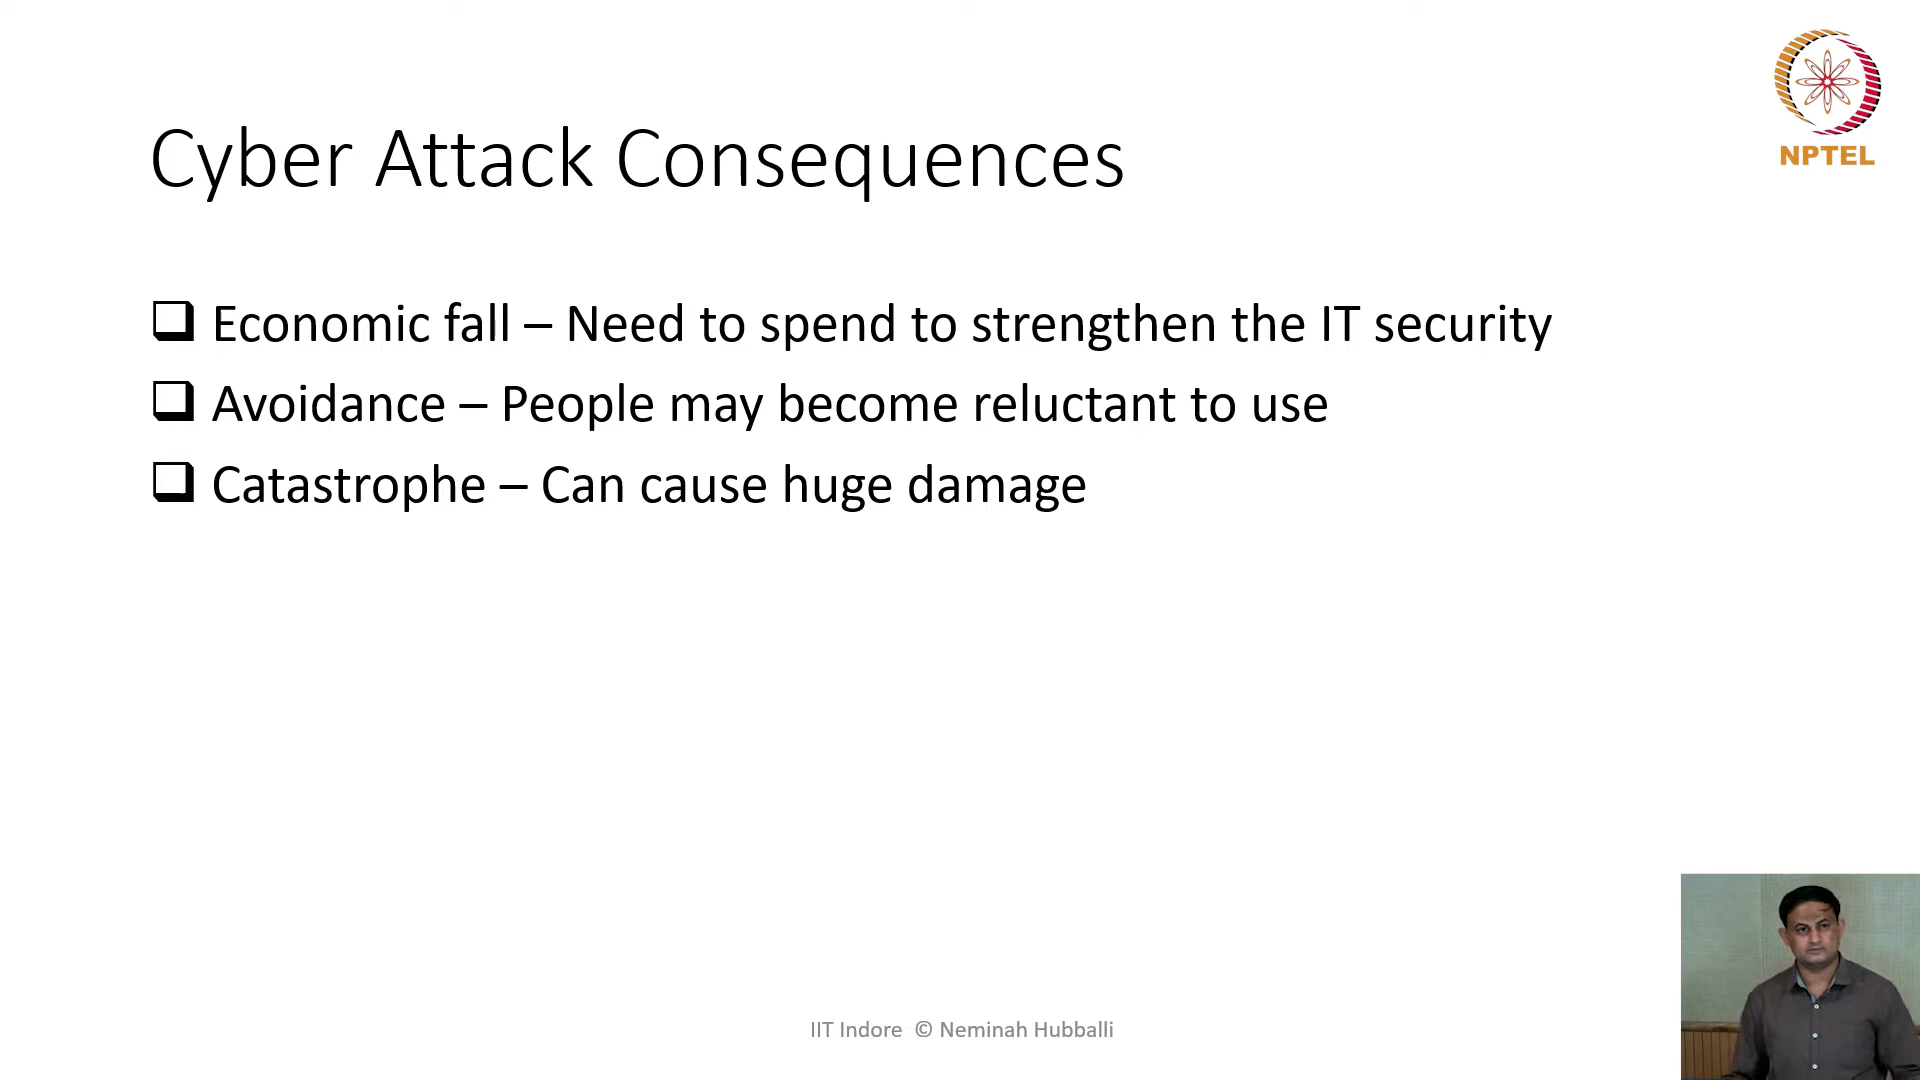 NPTEL
Cyber Attack Consequences
Economic fall – Need to spend to strengthen the IT security
Avoidance – People may become reluctant to use
Catastrophe – Can cause huge damage
IIT Indore © Neminah Hubballi